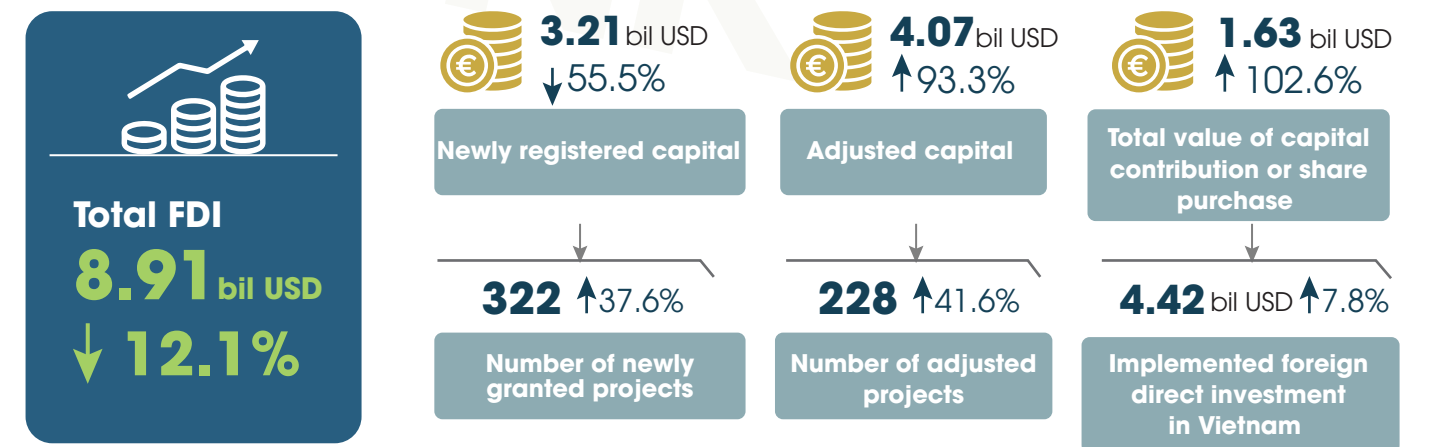 Total FDI
8.91 bil USD
↓ 12.1%
3.21 bil USD
↓ 55.5%
Newly registered capital
322 ↑ 37.6%
Number of newly
granted projects
4.07 bil USD
↑ 93.3%
Adjusted capital
228 ↑ 41.6%
Number of adjusted
projects
1.63 bil USD
↑ 102.6%
Total value of capital
contribution or share
purchase
4.42 bil USD ↑ 7.8%
Implemented foreign
direct investment
in Vietnam